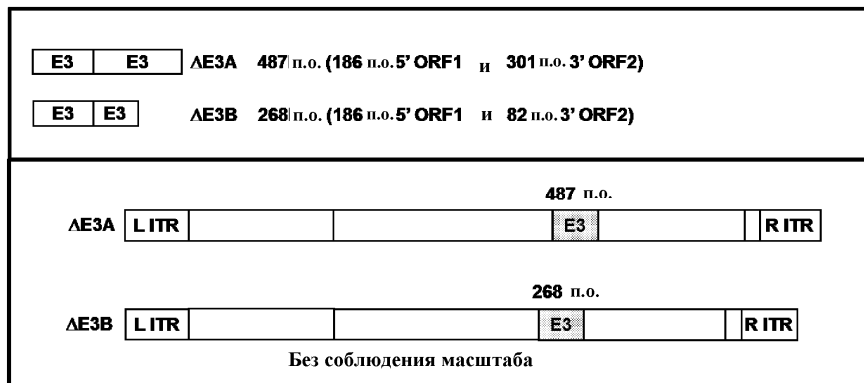 E3 E3 ΔE3A 487 п.о. (186 п.о. 5' ORF1 и 301 п.о. 3' ORF2)
E3 E3 ΔE3B 268 п.о. (186 п.о. 5' ORF1 и 82 п.о. 3' ORF2)
487 п.о.
ΔE3A L ITR E3 R ITR
268 п.о.
ΔE3B L ITR E3 R ITR
Без соблюдения масштаба